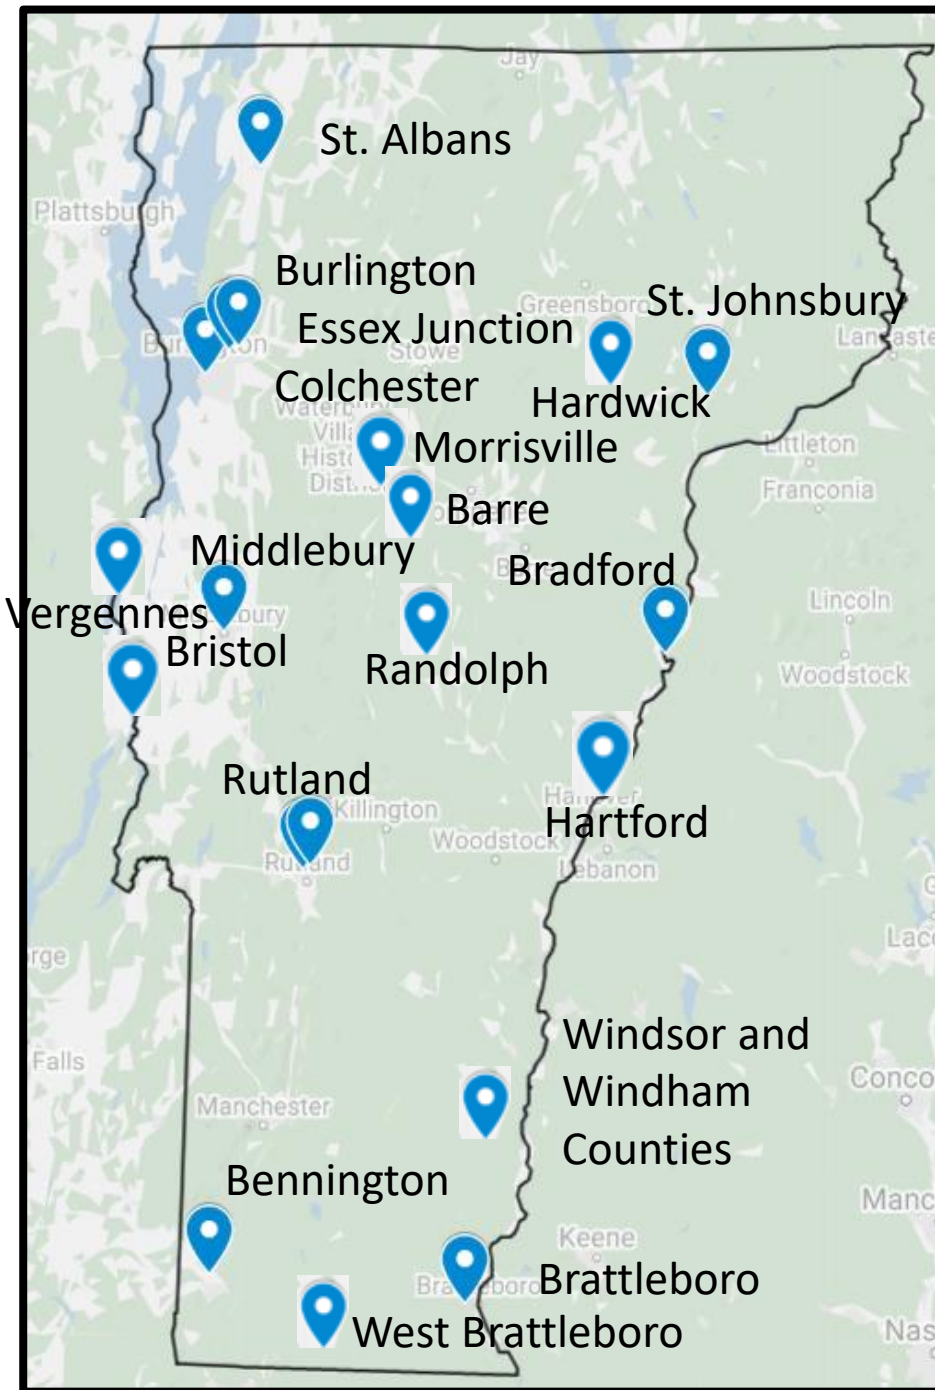 Jay
St. Albans
Plattsburgh
Burlington
Greensboro
St. Johnsbury
Essex Junction
Stowe
Colchester
Hardwick
Morrisville
Littleton
Franconia
Barre
Middlebury
Bradford
Vergennes
Lincoln
Bristol
Randolph
Woodstock
Rutland
Killington
Hartford
Woodstock
Rutland
Lebanon
Windsor and
Falls
Windham
Manchester
Counties
Bennington
Keene
Brattleboro
West Brattleboro